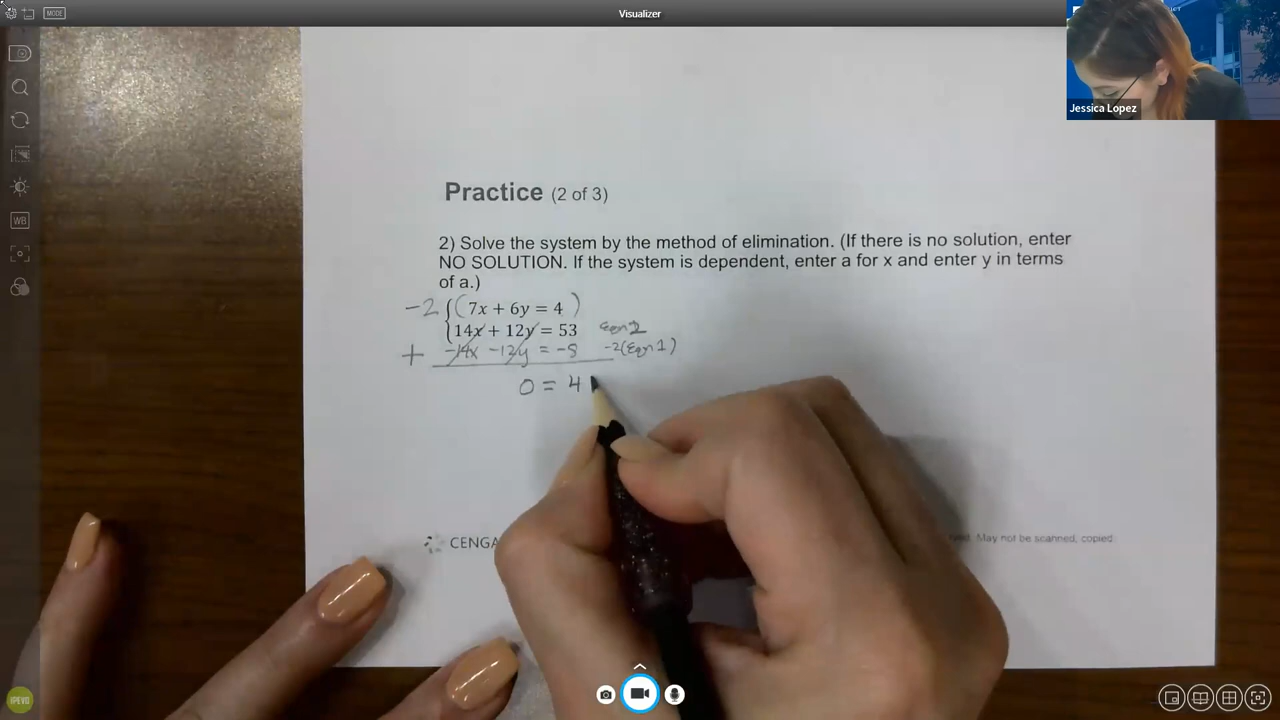 MODE
Visualizer
Jessica Lopez
WB
Practice (2 of 3)
2) Solve the system by the method of elimination. (If there is no solution, enter
NO SOLUTION. If the system is dependent, enter a for x and enter y in terms
of a.)
-2 { ( 7x + 6y = 4 )
14x + 12y = 53 Eqn 2
+ -14x -12y = -8 -2(Eqn 1)
0 = 4
CENGA
May not be scanned, copied
IPEVO